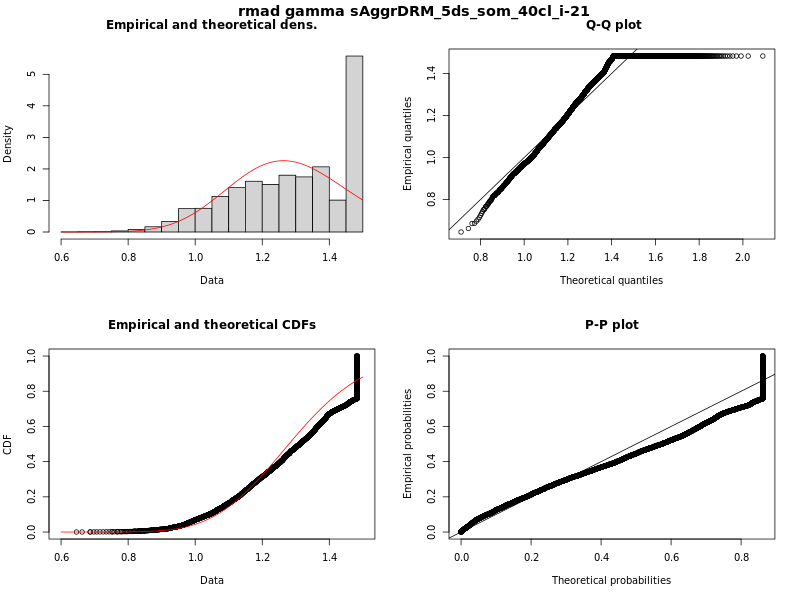 rmad gamma sAggrDRM_5ds_som_40cl_i-21
Empirical and theoretical dens.
Density
0 1 2 3 4 5
0.6 0.8 1.0 1.2 1.4
Data
Q-Q plot
Empirical quantiles
0.8 1.0 1.2 1.4
0.8 1.0 1.2 1.4 1.6 1.8 2.0
Theoretical quantiles
Empirical and theoretical CDFs
CDF
0.0 0.2 0.4 0.6 0.8 1.0
0.6 0.8 1.0 1.2 1.4
Data
P-P plot
Empirical probabilities
0.0 0.2 0.4 0.6 0.8 1.0
0.0 0.2 0.4 0.6 0.8
Theoretical probabilities